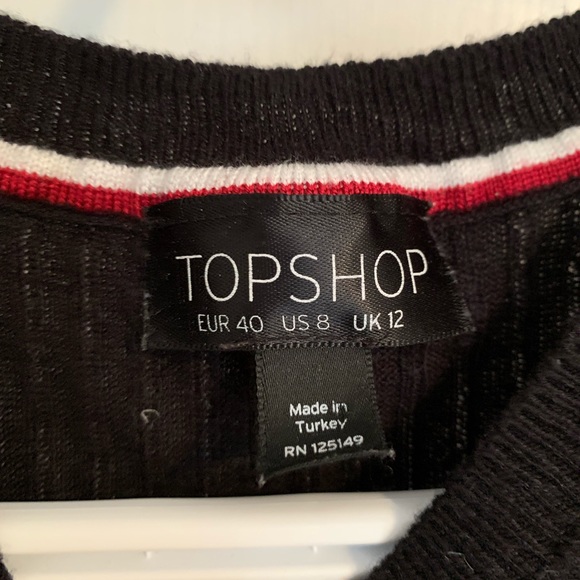 TOPSHOP
EUR 40 US 8 UK 12
Made in
Turkey
RN 125149